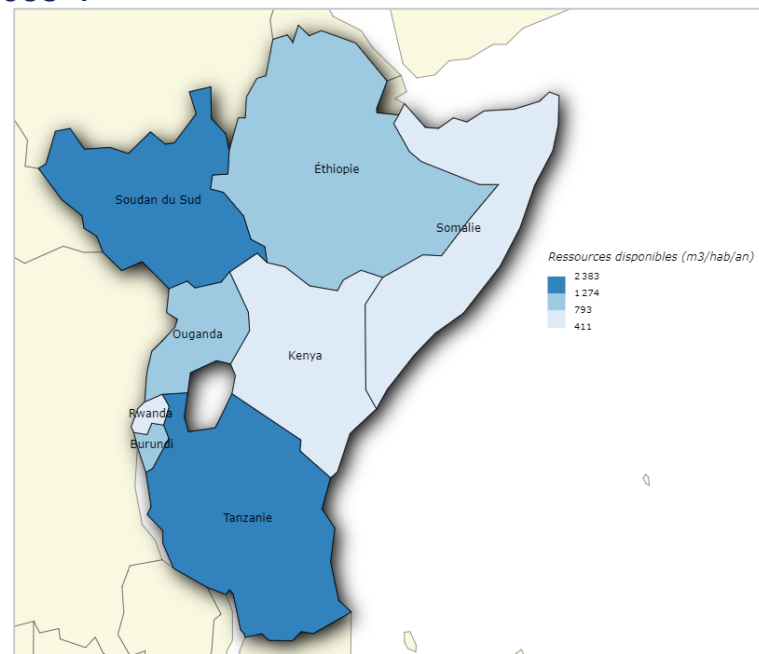 Éthiopie
Soudan du Sud
Somalie
Ressources disponibles (m3/hab/an)
2 383
1 274
793
411
Ouganda
Kenya
Rwanda
Burundi
Tanzanie